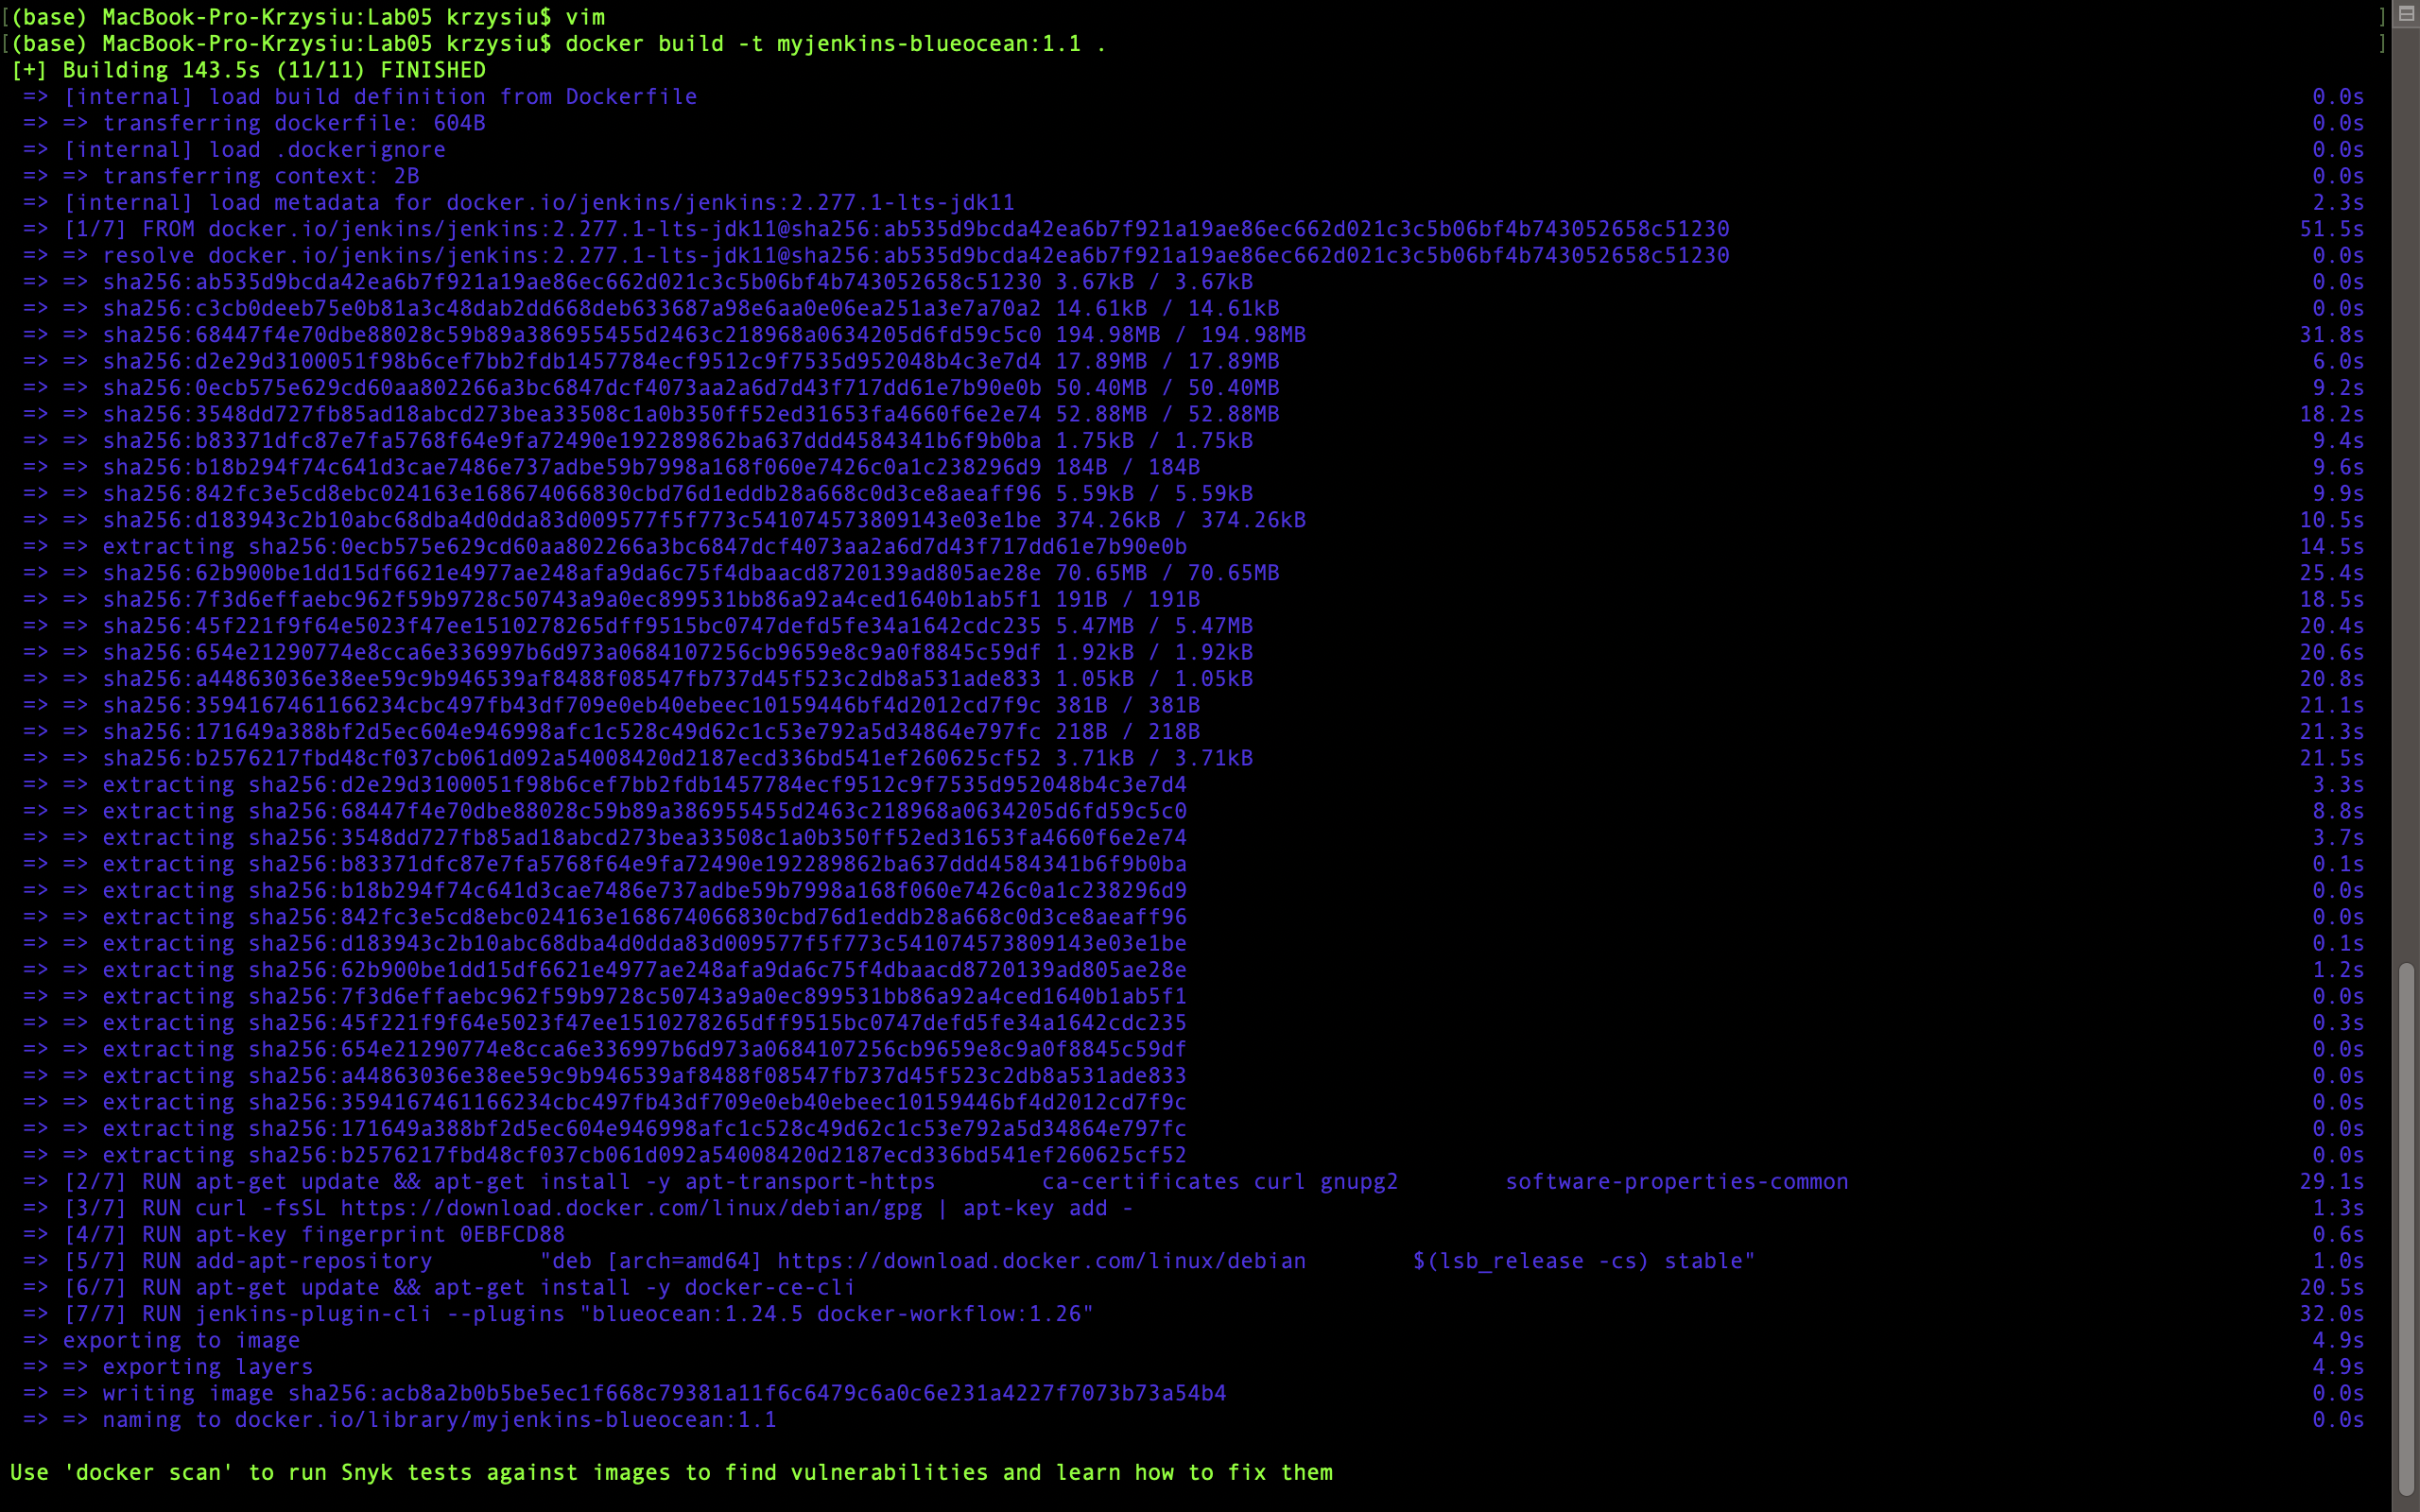 [(base) MacBook-Pro-Krzysiu:Lab05 krzysiu$ vim ]
[(base) MacBook-Pro-Krzysiu:Lab05 krzysiu$ docker build -t myjenkins-blueocean:1.1 . ]
[+] Building 143.5s (11/11) FINISHED
=> [internal] load build definition from Dockerfile 0.0s
=> => transferring dockerfile: 604B 0.0s
=> [internal] load .dockerignore 0.0s
=> => transferring context: 2B 0.0s
=> [internal] load metadata for docker.io/jenkins/jenkins:2.277.1-lts-jdk11 2.3s
=> [1/7] FROM docker.io/jenkins/jenkins:2.277.1-lts-jdk11@sha256:ab535d9bcda42ea6b7f921a19ae86ec662d021c3c5b06bf4b743052658c51230 51.5s
=> => resolve docker.io/jenkins/jenkins:2.277.1-lts-jdk11@sha256:ab535d9bcda42ea6b7f921a19ae86ec662d021c3c5b06bf4b743052658c51230 0.0s
=> => sha256:ab535d9bcda42ea6b7f921a19ae86ec662d021c3c5b06bf4b743052658c51230 3.67kB / 3.67kB 0.0s
=> => sha256:c3cb0deeb75e0b81a3c48dab2dd668deb633687a98e6aa0e06ea251a3e7a70a2 14.61kB / 14.61kB 0.0s
=> => sha256:68447f4e70dbe88028c59b89a386955455d2463c218968a0634205d6fd59c5c0 194.98MB / 194.98MB 31.8s
=> => sha256:d2e29d3100051f98b6cef7bb2fdb1457784ecf9512c9f7535d952048b4c3e7d4 17.89MB / 17.89MB 6.0s
=> => sha256:0ecb575e629cd60aa802266a3bc6847dcf4073aa2a6d7d43f717dd61e7b90e0b 50.40MB / 50.40MB 9.2s
=> => sha256:3548dd727fb85ad18abcd273bea33508c1a0b350ff52ed31653fa4660f6e2e74 52.88MB / 52.88MB 18.2s
=> => sha256:b83371dfc87e7fa5768f64e9fa72490e192289862ba637ddd4584341b6f9b0ba 1.75kB / 1.75kB 9.4s
=> => sha256:b18b294f74c641d3cae7486e737adbe59b7998a168f060e7426c0a1c238296d9 184B / 184B 9.6s
=> => sha256:842fc3e5cd8ebc024163e168674066830cbd76d1eddb28a668c0d3ce8aeaff96 5.59kB / 5.59kB 9.9s
=> => sha256:d183943c2b10abc68dba4d0dda83d009577f5f773c541074573809143e03e1be 374.26kB / 374.26kB 10.5s
=> => extracting sha256:0ecb575e629cd60aa802266a3bc6847dcf4073aa2a6d7d43f717dd61e7b90e0b 14.5s
=> => sha256:62b900be1dd15df6621e4977ae248afa9da6c75f4dbaacd8720139ad805ae28e 70.65MB / 70.65MB 25.4s
=> => sha256:7f3d6effaebc962f59b9728c50743a9a0ec899531bb86a92a4ced1640b1ab5f1 191B / 191B 18.5s
=> => sha256:45f221f9f64e5023f47ee1510278265dff9515bc0747defd5fe34a1642cdc235 5.47MB / 5.47MB 20.4s
=> => sha256:654e21290774e8cca6e336997b6d973a0684107256cb9659e8c9a0f8845c59df 1.92kB / 1.92kB 20.6s
=> => sha256:a44863036e38ee59c9b946539af8488f08547fb737d45f523c2db8a531ade833 1.05kB / 1.05kB 20.8s
=> => sha256:3594167461166234cbc497fb43df709e0eb40ebeec10159446bf4d2012cd7f9c 381B / 381B 21.1s
=> => sha256:171649a388bf2d5ec604e946998afc1c528c49d62c1c53e792a5d34864e797fc 218B / 218B 21.3s
=> => sha256:b2576217fbd48cf037cb061d092a54008420d2187ecd336bd541ef260625cf52 3.71kB / 3.71kB 21.5s
=> => extracting sha256:d2e29d3100051f98b6cef7bb2fdb1457784ecf9512c9f7535d952048b4c3e7d4 3.3s
=> => extracting sha256:68447f4e70dbe88028c59b89a386955455d2463c218968a0634205d6fd59c5c0 8.8s
=> => extracting sha256:3548dd727fb85ad18abcd273bea33508c1a0b350ff52ed31653fa4660f6e2e74 3.7s
=> => extracting sha256:b83371dfc87e7fa5768f64e9fa72490e192289862ba637ddd4584341b6f9b0ba 0.1s
=> => extracting sha256:b18b294f74c641d3cae7486e737adbe59b7998a168f060e7426c0a1c238296d9 0.0s
=> => extracting sha256:842fc3e5cd8ebc024163e168674066830cbd76d1eddb28a668c0d3ce8aeaff96 0.0s
=> => extracting sha256:d183943c2b10abc68dba4d0dda83d009577f5f773c541074573809143e03e1be 0.1s
=> => extracting sha256:62b900be1dd15df6621e4977ae248afa9da6c75f4dbaacd8720139ad805ae28e 1.2s
=> => extracting sha256:7f3d6effaebc962f59b9728c50743a9a0ec899531bb86a92a4ced1640b1ab5f1 0.0s
=> => extracting sha256:45f221f9f64e5023f47ee1510278265dff9515bc0747defd5fe34a1642cdc235 0.3s
=> => extracting sha256:654e21290774e8cca6e336997b6d973a0684107256cb9659e8c9a0f8845c59df 0.0s
=> => extracting sha256:a44863036e38ee59c9b946539af8488f08547fb737d45f523c2db8a531ade833 0.0s
=> => extracting sha256:3594167461166234cbc497fb43df709e0eb40ebeec10159446bf4d2012cd7f9c 0.0s
=> => extracting sha256:171649a388bf2d5ec604e946998afc1c528c49d62c1c53e792a5d34864e797fc 0.0s
=> => extracting sha256:b2576217fbd48cf037cb061d092a54008420d2187ecd336bd541ef260625cf52 0.0s
=> [2/7] RUN apt-get update && apt-get install -y apt-transport-https        ca-certificates curl gnupg2        software-properties-common 29.1s
=> [3/7] RUN curl -fsSL https://download.docker.com/linux/debian/gpg | apt-key add - 1.3s
=> [4/7] RUN apt-key fingerprint 0EBFCD88 0.6s
=> [5/7] RUN add-apt-repository        "deb [arch=amd64] https://download.docker.com/linux/debian        $(lsb_release -cs) stable" 1.0s
=> [6/7] RUN apt-get update && apt-get install -y docker-ce-cli 20.5s
=> [7/7] RUN jenkins-plugin-cli --plugins "blueocean:1.24.5 docker-workflow:1.26" 32.0s
=> exporting to image 4.9s
=> => exporting layers 4.9s
=> => writing image sha256:acb8a2b0b5be5ec1f668c79381a11f6c6479c6a0c6e231a4227f7073b73a54b4 0.0s
=> => naming to docker.io/library/myjenkins-blueocean:1.1 0.0s
Use 'docker scan' to run Snyk tests against images to find vulnerabilities and learn how to fix them